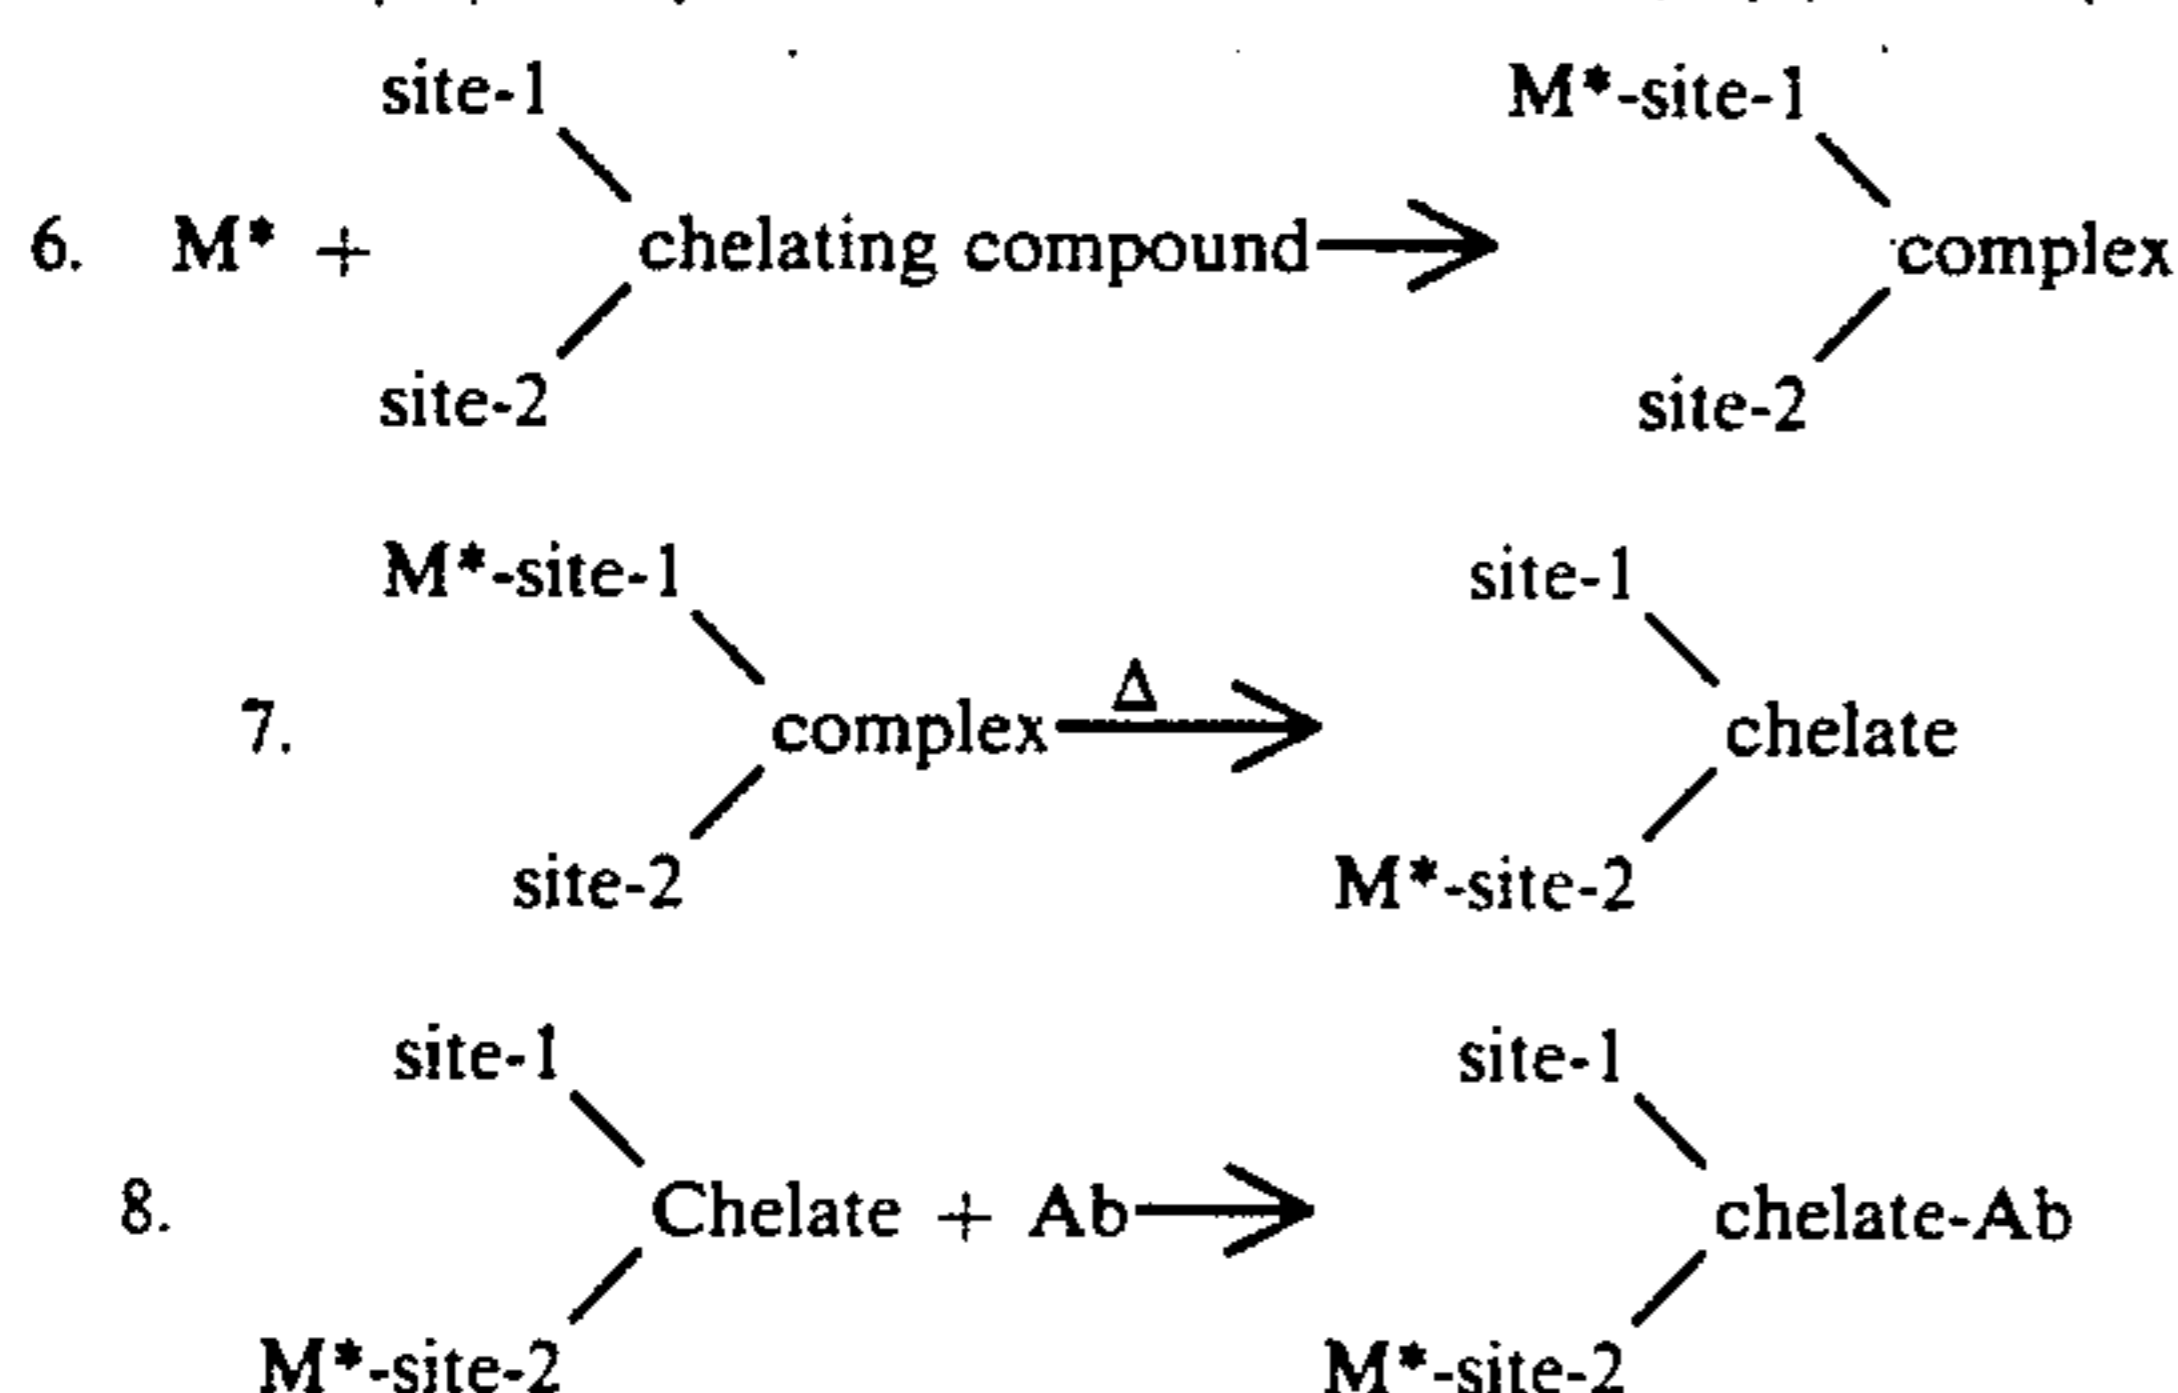 site-1 M*-site-1
6. M* + chelating compound complex
site-2 site-2
M*-site-1 site-1
7. complex Δ chelate
site-2 M*-site-2
site-1 site-1
8. Chelate + Ab chelate-Ab
M*-site-2 M*-site-2